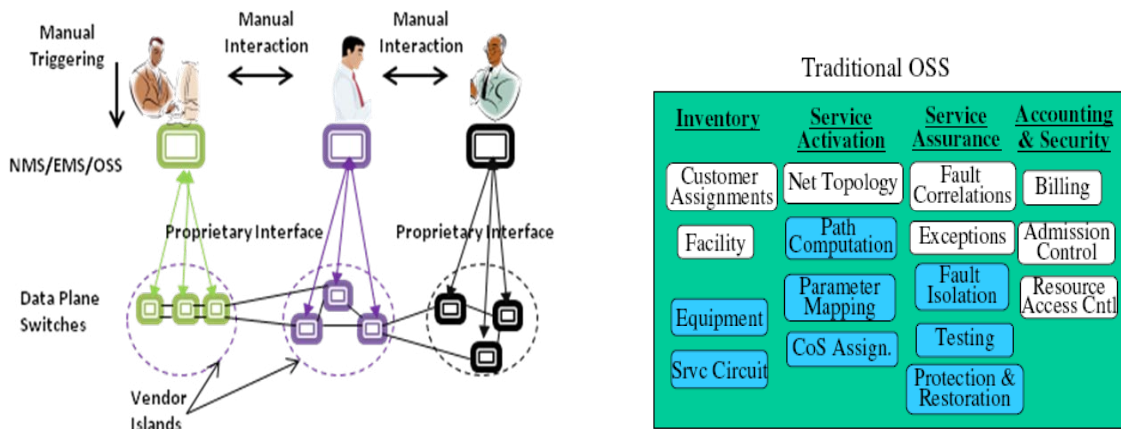 Manual
Triggering
Manual
Interaction
Manual
Interaction
NMS/EMS/OSS
Proprietary Interface
Proprietary Interface
Data Plane
Switches
Vendor
Islands
Traditional OSS
Inventory
Customer
Assignments
Facility
Equipment
Srvc Circuit
Service
Activation
Net Topology
Path
Computation
Parameter
Mapping
CoS Assign.
Service
Assurance
Fault
Correlations
Exceptions
Fault
Isolation
Testing
Protection &
Restoration
Accounting
& Security
Billing
Admission
Control
Resource
Access Cntl